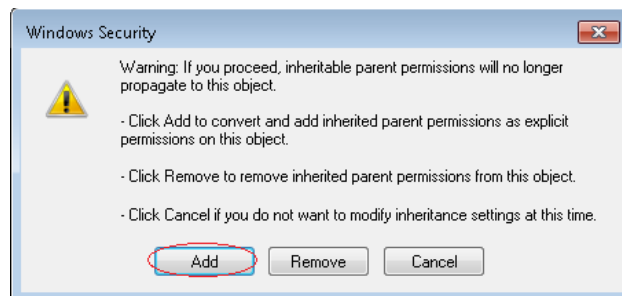 Windows Security
Warning: If you proceed, inheritable parent permissions will no longer
propagate to this object.
- Click Add to convert and add inherited parent permissions as explicit
permissions on this object.
- Click Remove to remove inherited parent permissions from this object.
- Click Cancel if you do not want to modify inheritance settings at this time.
Add Remove Cancel